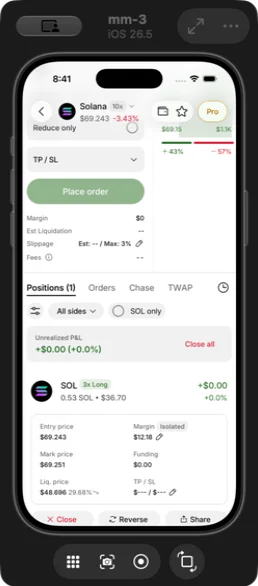 mm-3
iOS 26.5
8:41
Solana 10x
$69.243 -3.43%
Pro
Reduce only
$69.15 $1.1K
+ 43% − 57%
TP / SL
Place order
Margin $0
Est Liquidation --
Slippage Est: -- / Max: 3%
Fees --
Positions (1) Orders Chase TWAP
All sides SOL only
Unrealized P&L
+$0.00 (+0.0%)
Close all
SOL 3x Long +$0.00
0.53 SOL • $36.70 +0.0%
Entry price Margin Isolated
$69.243 $12.18
Mark price Funding
$69.251 $0.00
Liq. price TP / SL
$48.696 29.68% $--- / $---
Close Reverse Share